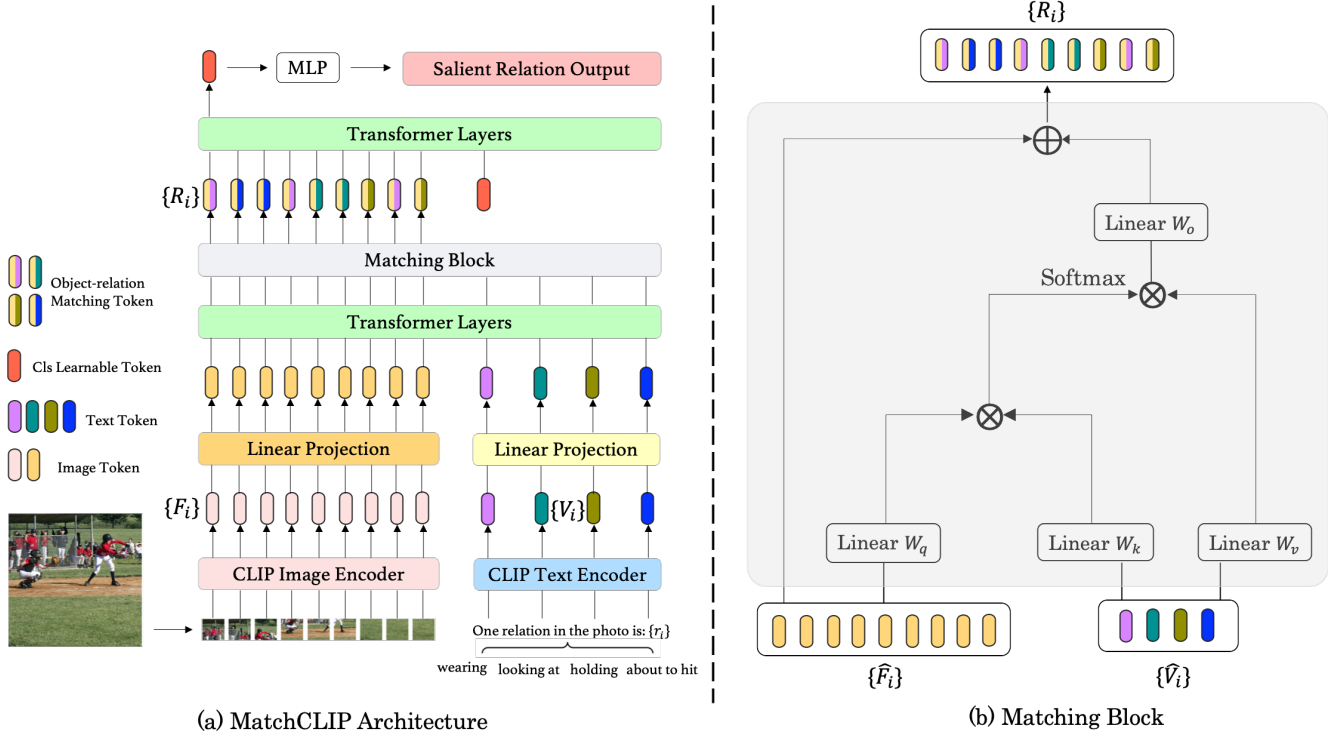 MLP
Salient Relation Output
Transformer Layers
{R_i}
Matching Block
Transformer Layers
Linear Projection
Linear Projection
{F_i}
{V_i}
CLIP Image Encoder
CLIP Text Encoder
One relation in the photo is: {r_i}
wearing looking at holding about to hit
Object-relation
Matching Token
Cls Learnable Token
Text Token
Image Token
(a) MatchCLIP Architecture
{R_i}
Linear W_o
Softmax
Linear W_q
Linear W_k
Linear W_v
{F̂_i}
{V̂_i}
(b) Matching Block